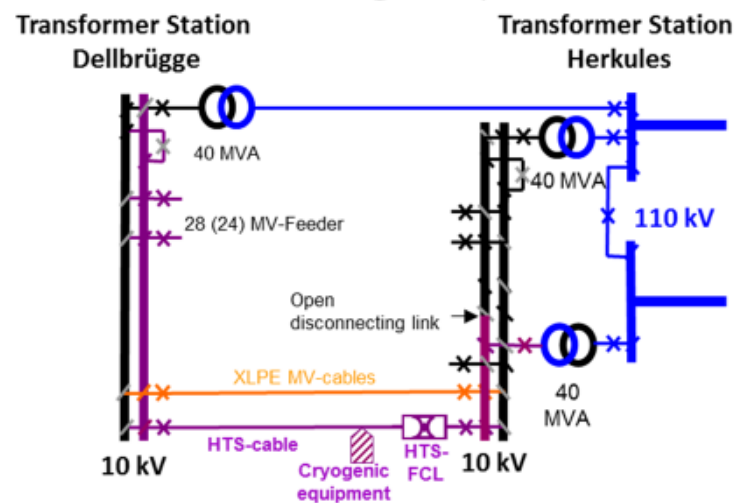 Transformer Station
Dellbrügge
Transformer Station
Herkules
40 MVA
40 MVA
28 (24) MV-Feeder
110 kV
Open
disconnecting link
XLPE MV-cables
40
MVA
HTS-cable
HTS-
FCL
Cryogenic
equipment
10 kV
10 kV